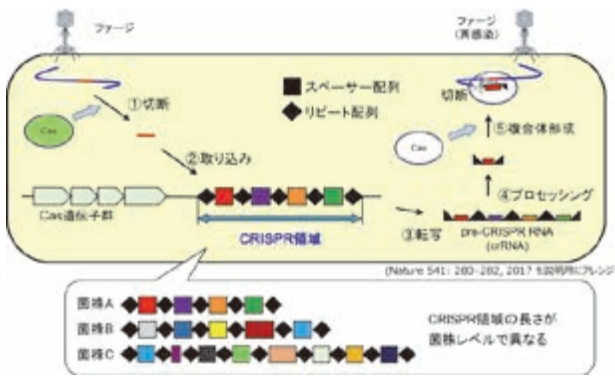 ファージ
ファージ
(再感染)
①切断
Cas
②取り込み
スペーサー配列
リピート配列
切断
Cas
⑤複合体形成
④プロセッシング
Cas遺伝子群
CRISPR領域
③転写
pre-CRISPR RNA
(crRNA)
(Nature 541: 280-282, 2017 を説明用にアレンジ
菌株A
菌株B
菌株C
CRISPR領域の長さが
菌株レベルで異なる